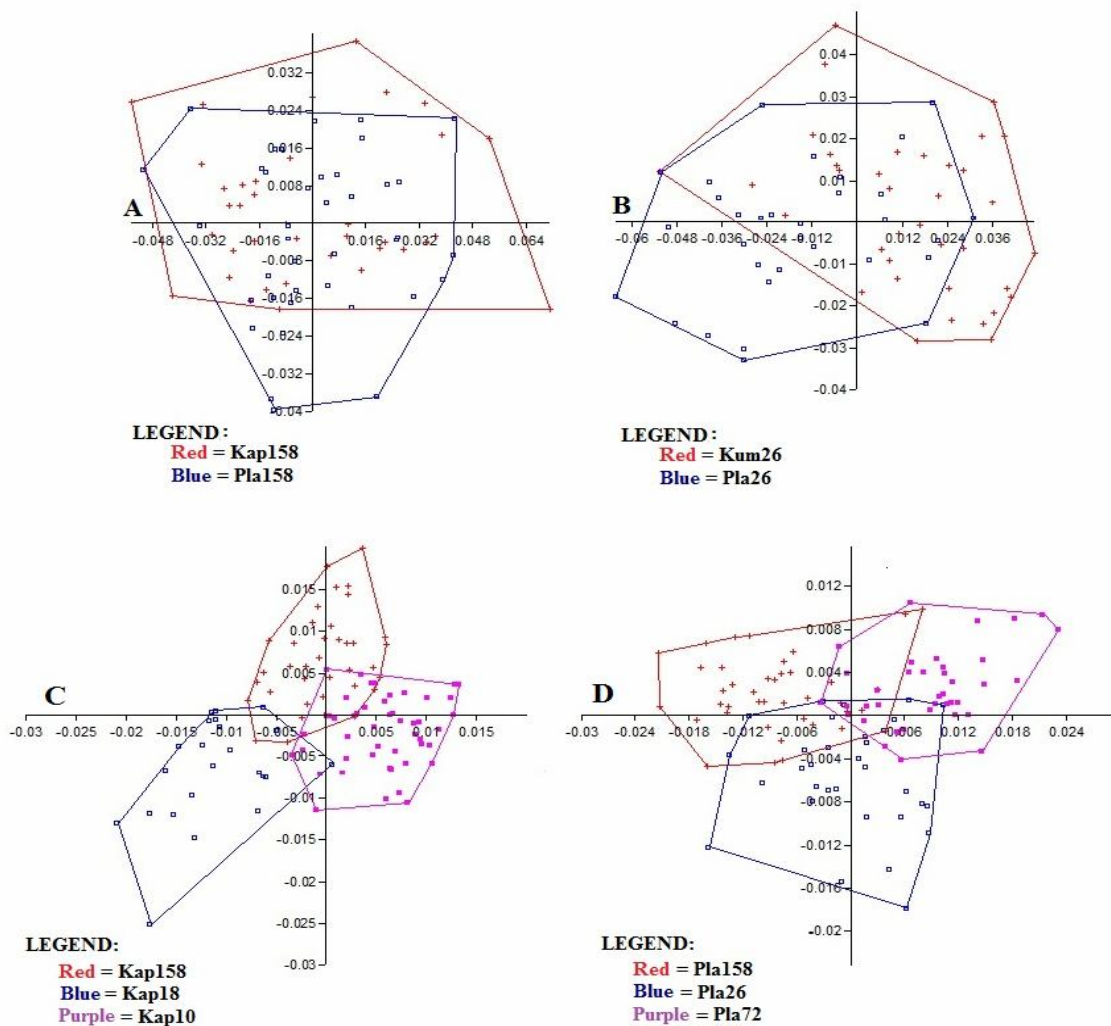 0.032
0.024
0.016
0.008
A
-0.048 -0.032 -0.016 0.016 0.032 0.048 0.064
-0.008
-0.016
-0.024
-0.032
-0.04
LEGEND:
Red = Kap158
Blue = Pla158
0.04
0.03
0.02
0.01
B
-0.06 -0.048 -0.036 -0.024 -0.012 0.012 0.024 0.036
-0.01
-0.02
-0.03
-0.04
LEGEND:
Red = Kum26
Blue = Pla26
0.015
0.01
0.005
C
-0.03 -0.025 -0.02 -0.015 -0.01 -0.005 0.005 0.01 0.015
-0.005
-0.01
-0.015
-0.02
-0.025
-0.03
LEGEND:
Red = Kap158
Blue = Kap18
Purple = Kap10
0.012
0.008
0.004
D
-0.03 -0.024 -0.018 -0.012 -0.006 0.006 0.012 0.018 0.024
-0.004
-0.008
-0.012
-0.016
-0.02
LEGEND:
Red = Pla158
Blue = Pla26
Purple = Pla72